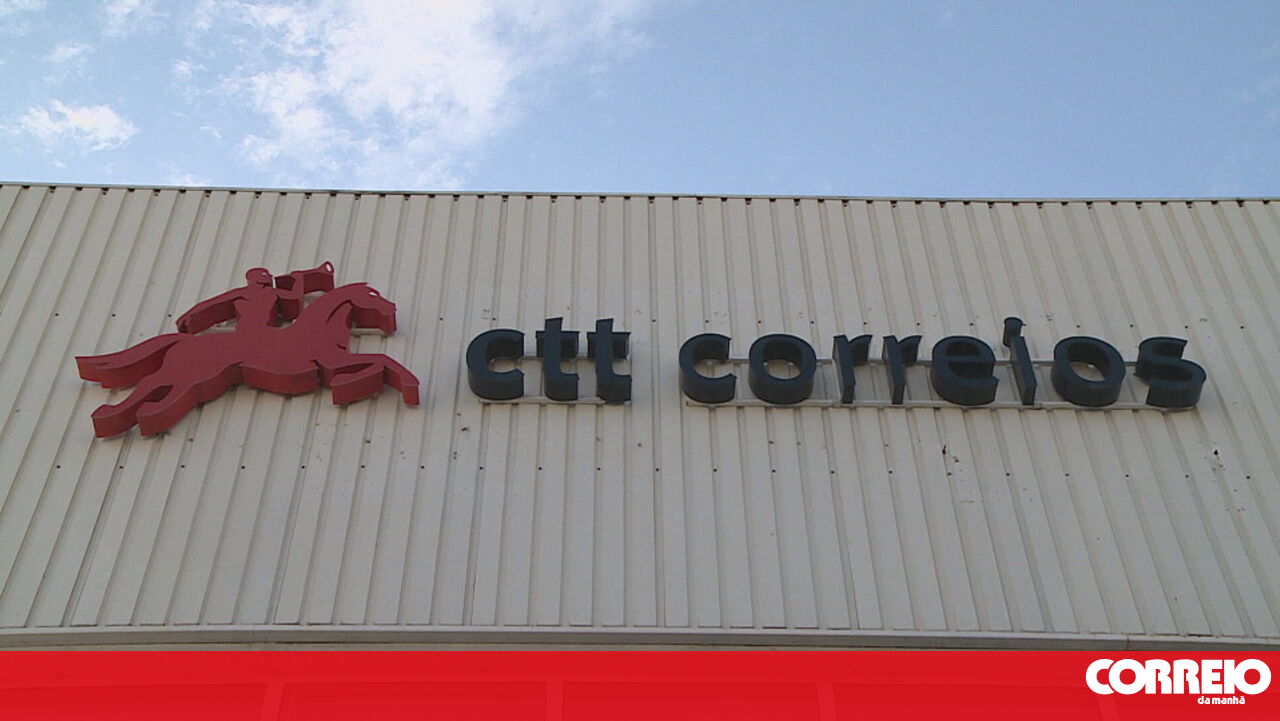 ctt correios
CORREIO
da manhã